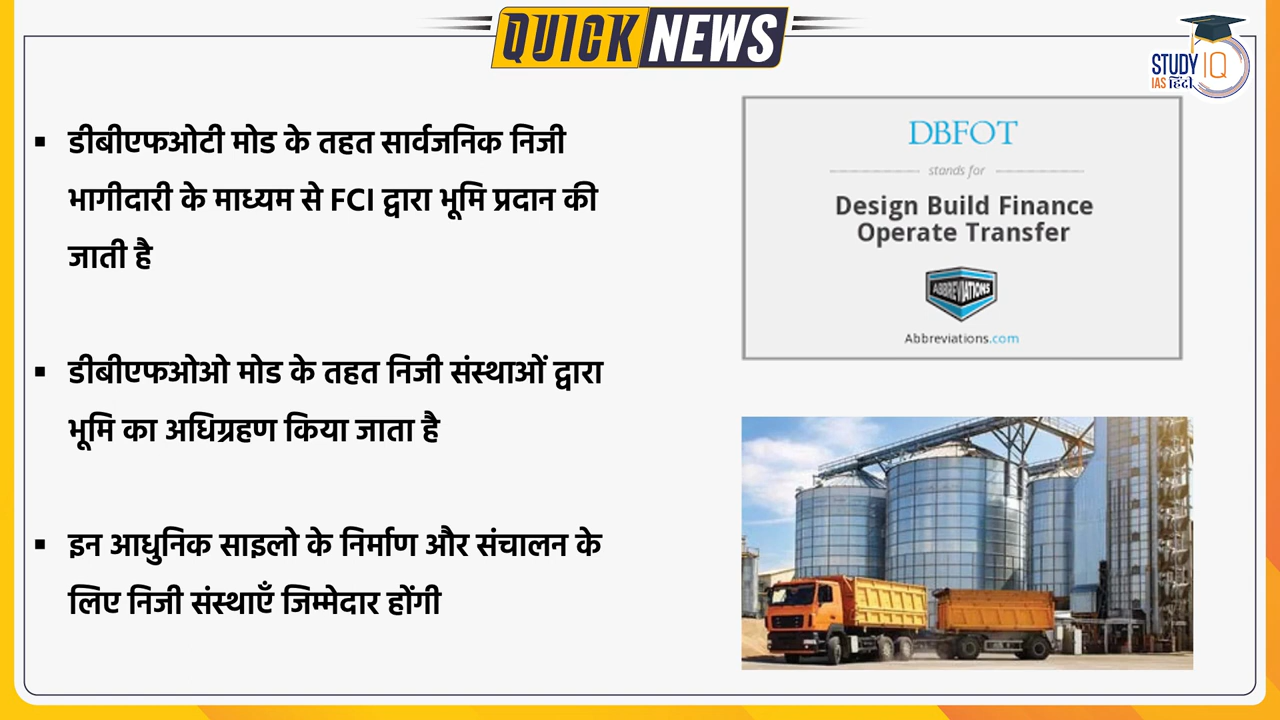 QUICK NEWS
STUDY IQ
IAS हिंदी
▪ डीबीएफओटी मोड के तहत सार्वजनिक निजी
भागीदारी के माध्यम से FCI द्वारा भूमि प्रदान की
जाती है
▪ डीबीएफओओ मोड के तहत निजी संस्थाओं द्वारा
भूमि का अधिग्रहण किया जाता है
▪ इन आधुनिक साइलो के निर्माण और संचालन के
लिए निजी संस्थाएँ जिम्मेदार होंगी
DBFOT
stands for
Design Build Finance
Operate Transfer
ABBREVIATIONS
Abbreviations.com